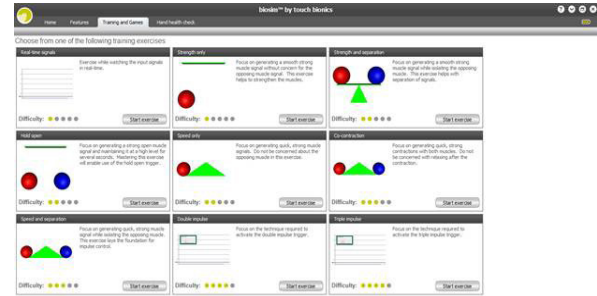 biosim™ by touch bionics
Home Features Training and Games Hand health check
Choose from one of the following training exercises
Real-time signals
Exercise while watching the input signals
in real-time.
Difficulty:
Start exercise
Strength only
Focus on generating a smooth strong
muscle signal without concern for the
opposing muscle signal. This exercise
helps to strengthen the muscles.
Difficulty:
Start exercise
Strength and separation
Focus on generating a smooth strong
muscle signal while isolating the opposing
muscle. This exercise helps with
separation of signals.
Difficulty:
Start exercise
Hold open
Focus on generating a strong open muscle
signal and maintaining it at a high level for
several seconds. Mastering this exercise
will enable use of the hold open trigger.
Difficulty:
Start exercise
Speed only
Focus on generating quick, strong muscle
signals. Do not be concerned about the
opposing muscle in this exercise.
Difficulty:
Start exercise
Co-contraction
Focus on generating quick, strong
contractions with both muscles. Do not
be concerned with relaxing after the
contraction.
Difficulty:
Start exercise
Speed and separation
Focus on generating quick, strong muscle
signal while isolating the opposing muscle.
This exercise lays the foundation for
impulse control.
Difficulty:
Start exercise
Double impulse
Focus on the technique required to
activate the double impulse trigger.
Difficulty:
Start exercise
Triple impulse
Focus on the technique required to
activate the triple impulse trigger.
Difficulty:
Start exercise